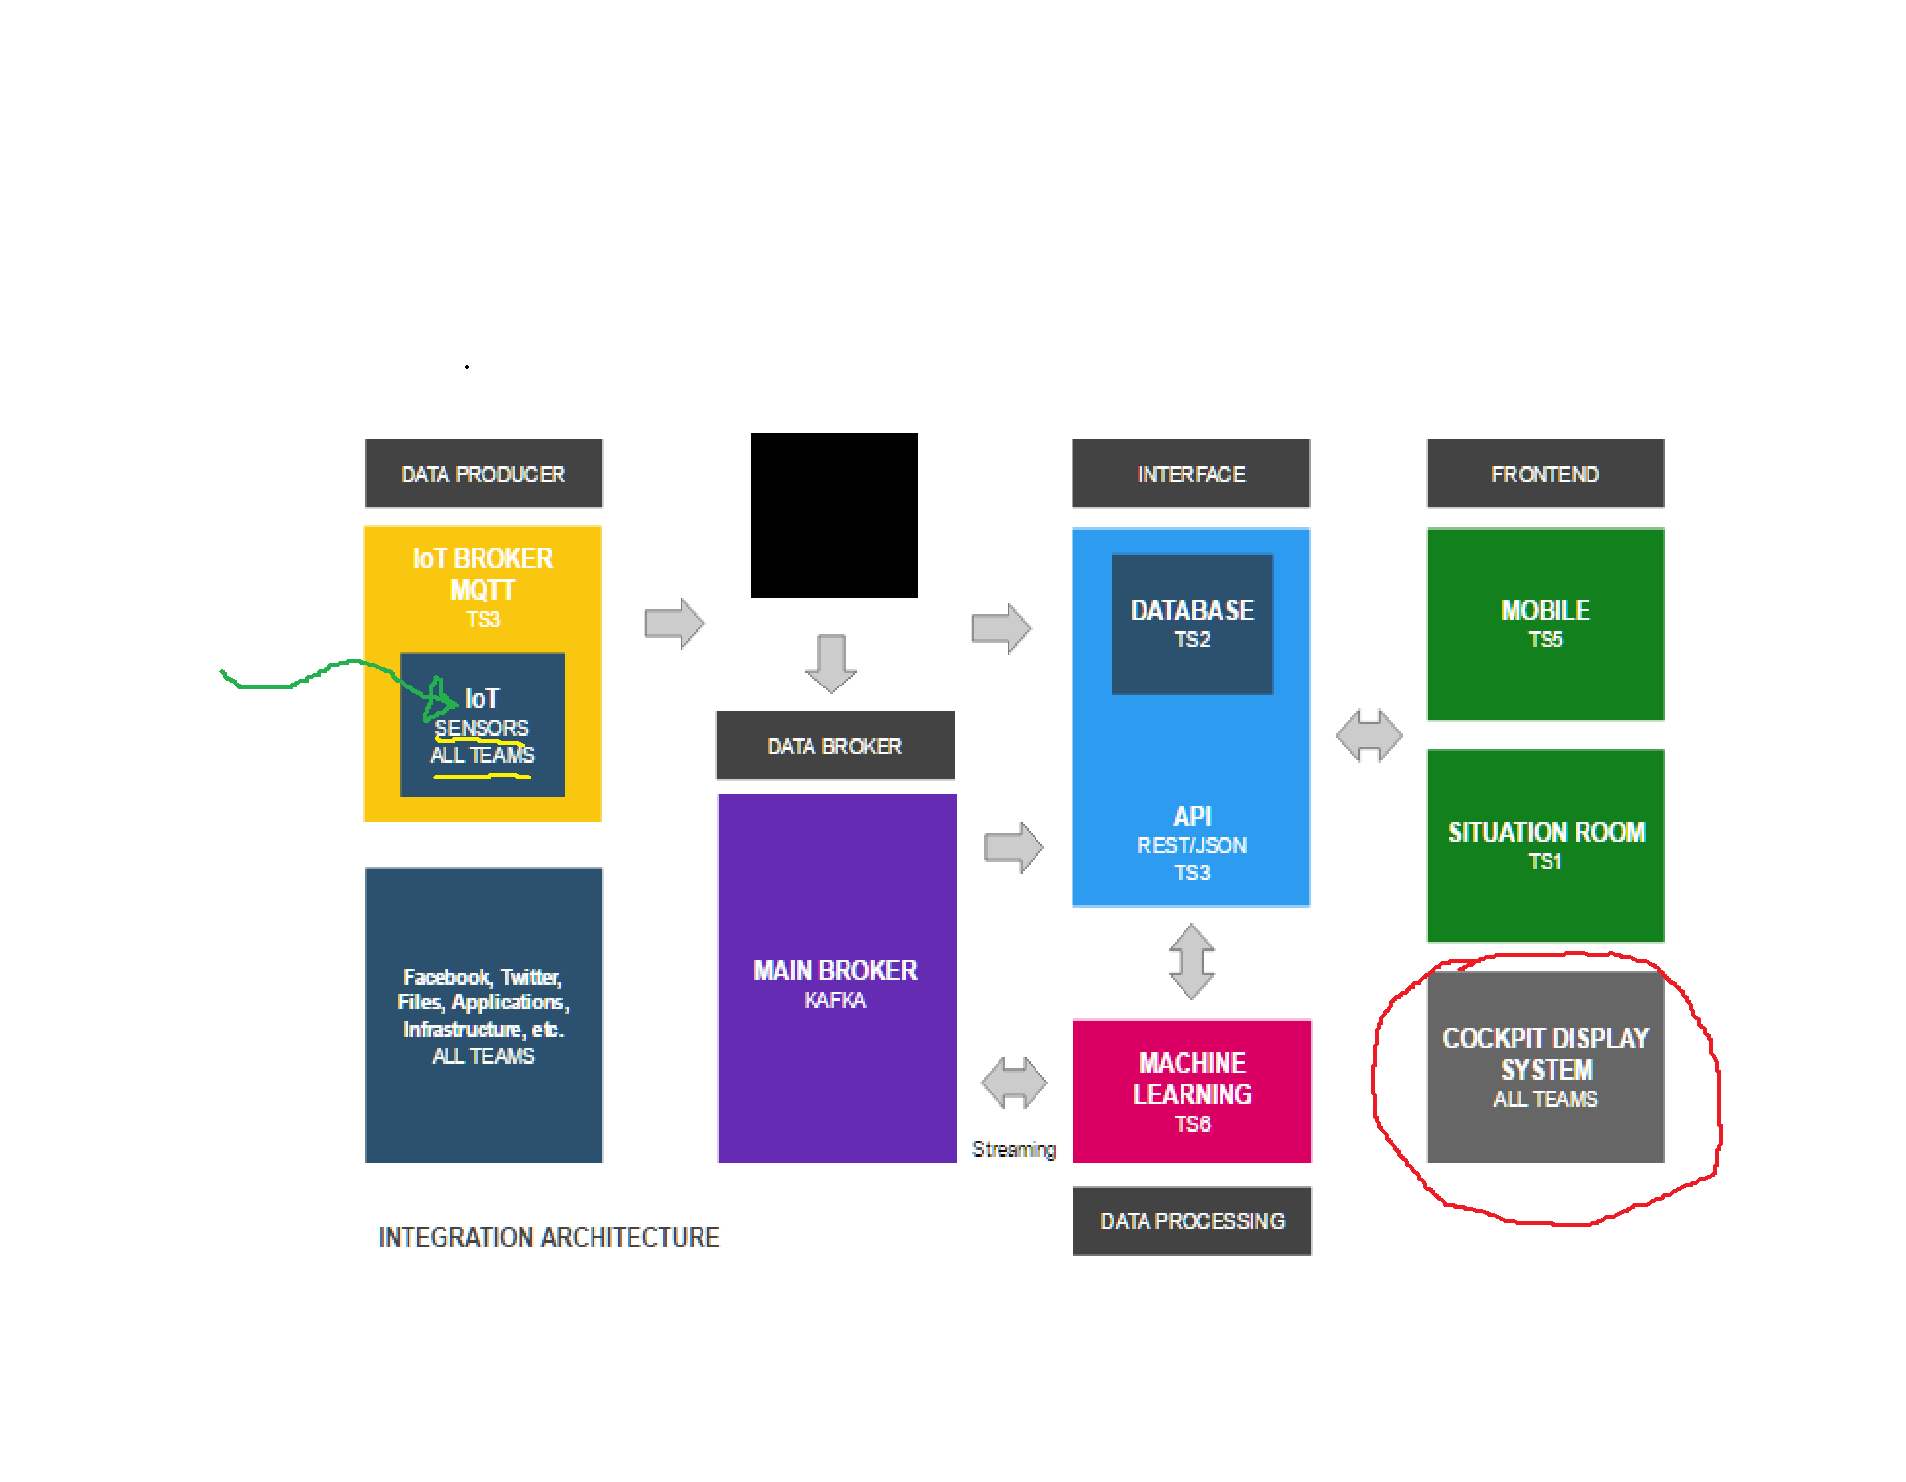 DATA PRODUCER
IoT BROKER
MQTT
TS3
IoT
SENSORS
ALL TEAMS
Facebook, Twitter,
Files, Applications,
Infrastructure, etc.
ALL TEAMS
DATA BROKER
MAIN BROKER
KAFKA
Streaming
INTERFACE
DATABASE
TS2
API
REST/JSON
TS3
MACHINE
LEARNING
TS6
DATA PROCESSING
FRONTEND
MOBILE
TS5
SITUATION ROOM
TS1
COCKPIT DISPLAY
SYSTEM
ALL TEAMS
INTEGRATION ARCHITECTURE